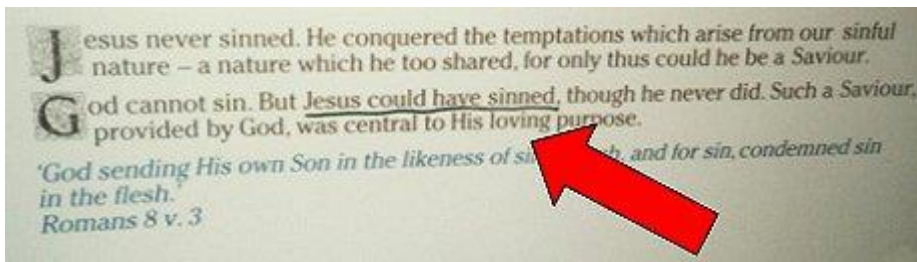 Jesus never sinned. He conquered the temptations which arise from our sinful
nature – a nature which he too shared, for only thus could he be a Saviour.
God cannot sin. But Jesus could have sinned, though he never did. Such a Saviour,
provided by God, was central to His loving purpose.
'God sending His own Son in the likeness of and for sin, condemned sin
in the flesh.'
Romans 8 v. 3